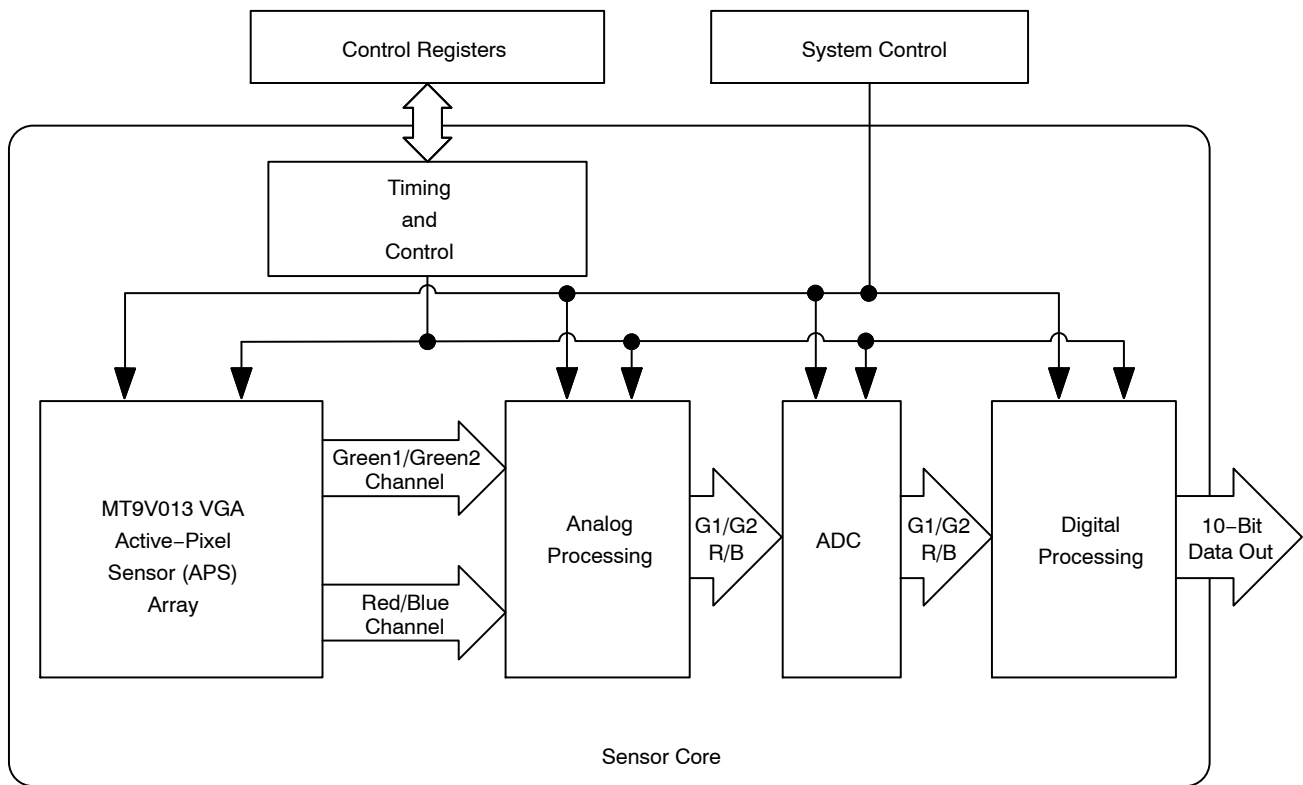 Control Registers
System Control
Timing
and
Control
MT9V013 VGA
Active−Pixel
Sensor (APS)
Array
Green1/Green2
Channel
Red/Blue
Channel
Analog
Processing
G1/G2
R/B
ADC
G1/G2
R/B
Digital
Processing
10−Bit
Data Out
Sensor Core